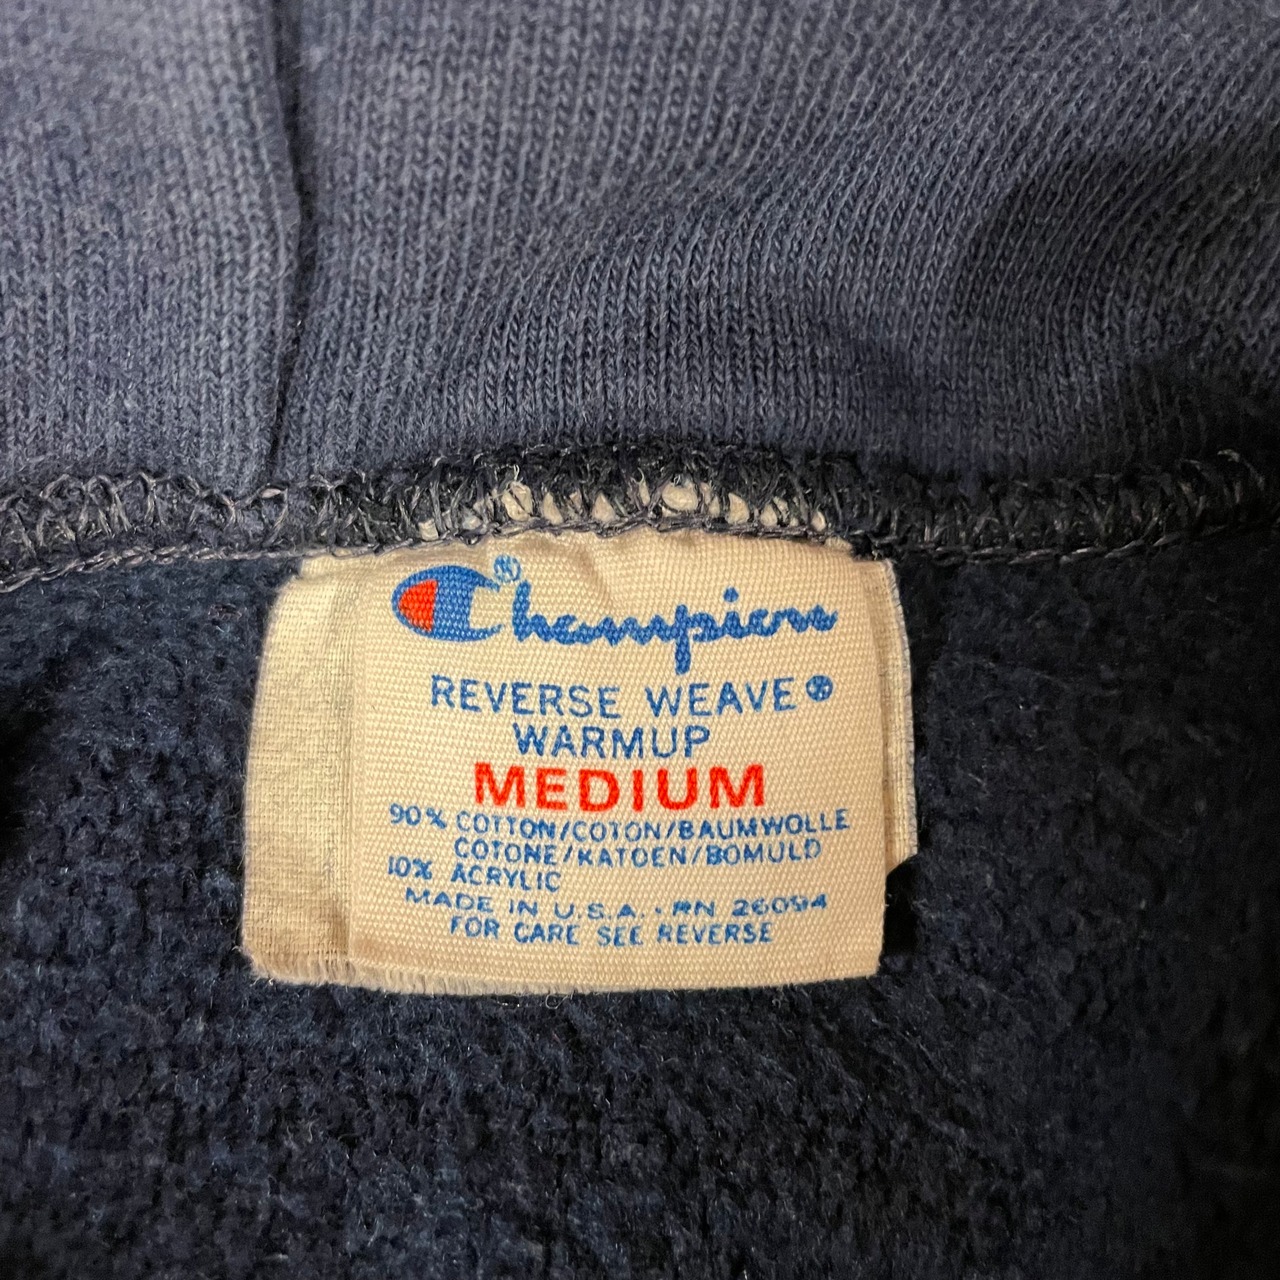 Champion®
REVERSE WEAVE®
WARMUP
MEDIUM
90% COTTON/COTON/BAUMWOLLE
COTONE/KATOEN/BOMULD
10% ACRYLIC
MADE IN U.S.A. · RN 26094
FOR CARE SEE REVERSE